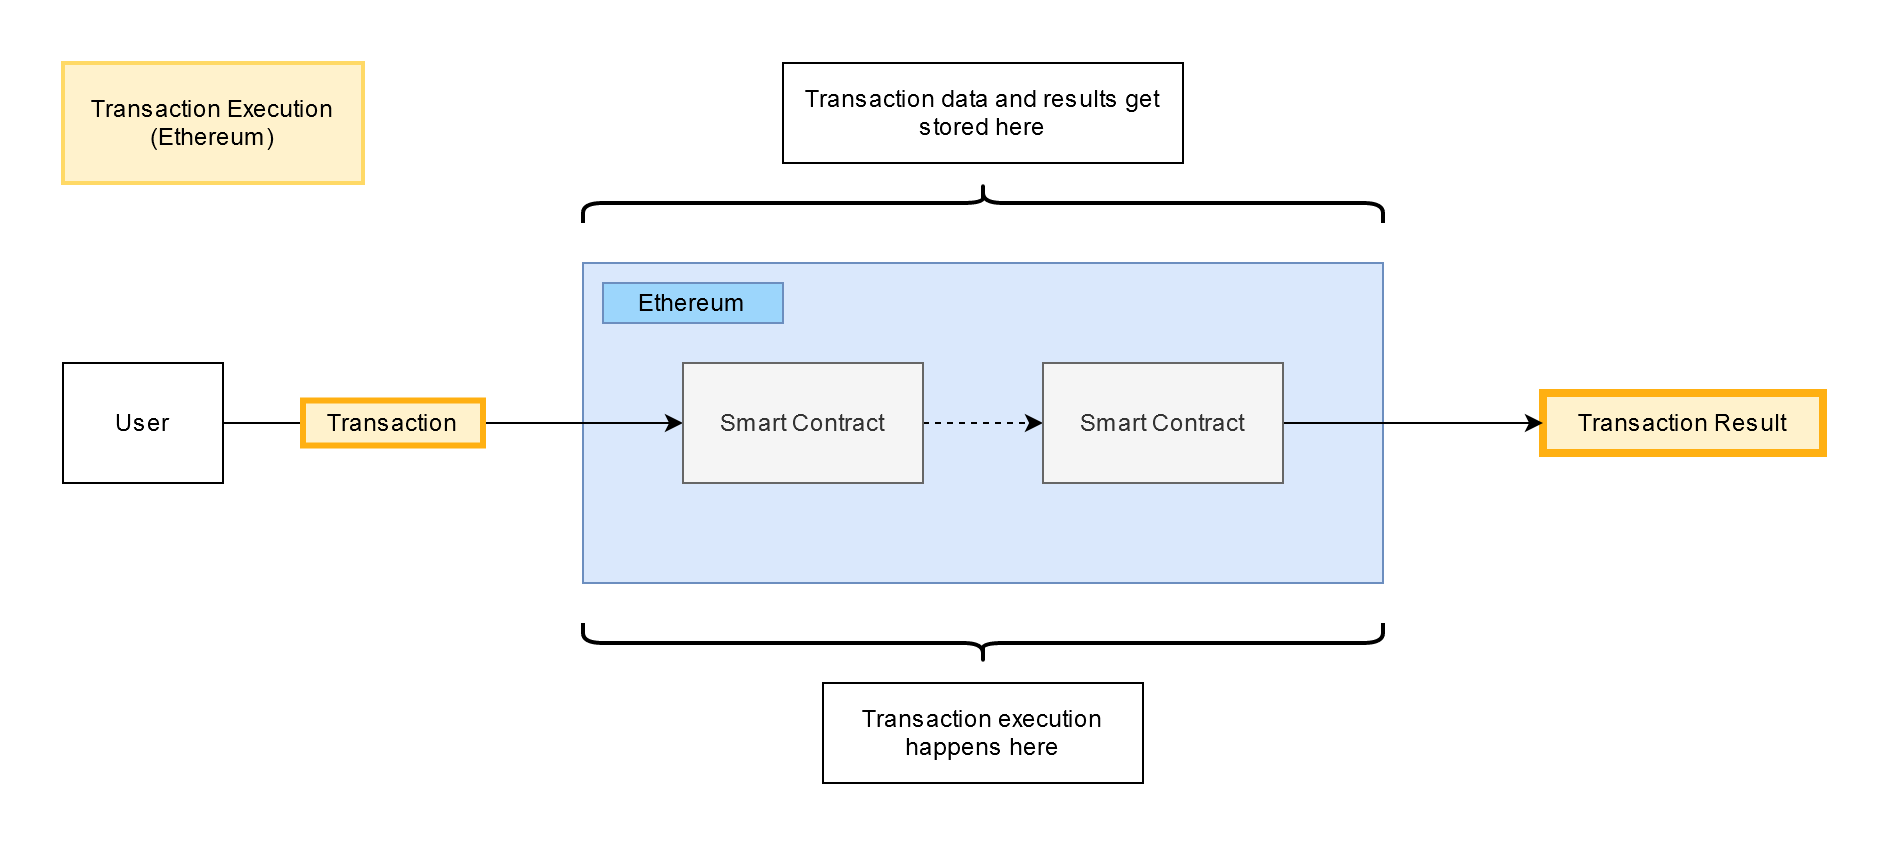 Transaction Execution
(Ethereum)
Transaction data and results get
stored here
Ethereum
User
Transaction
Smart Contract
Smart Contract
Transaction Result
Transaction execution
happens here